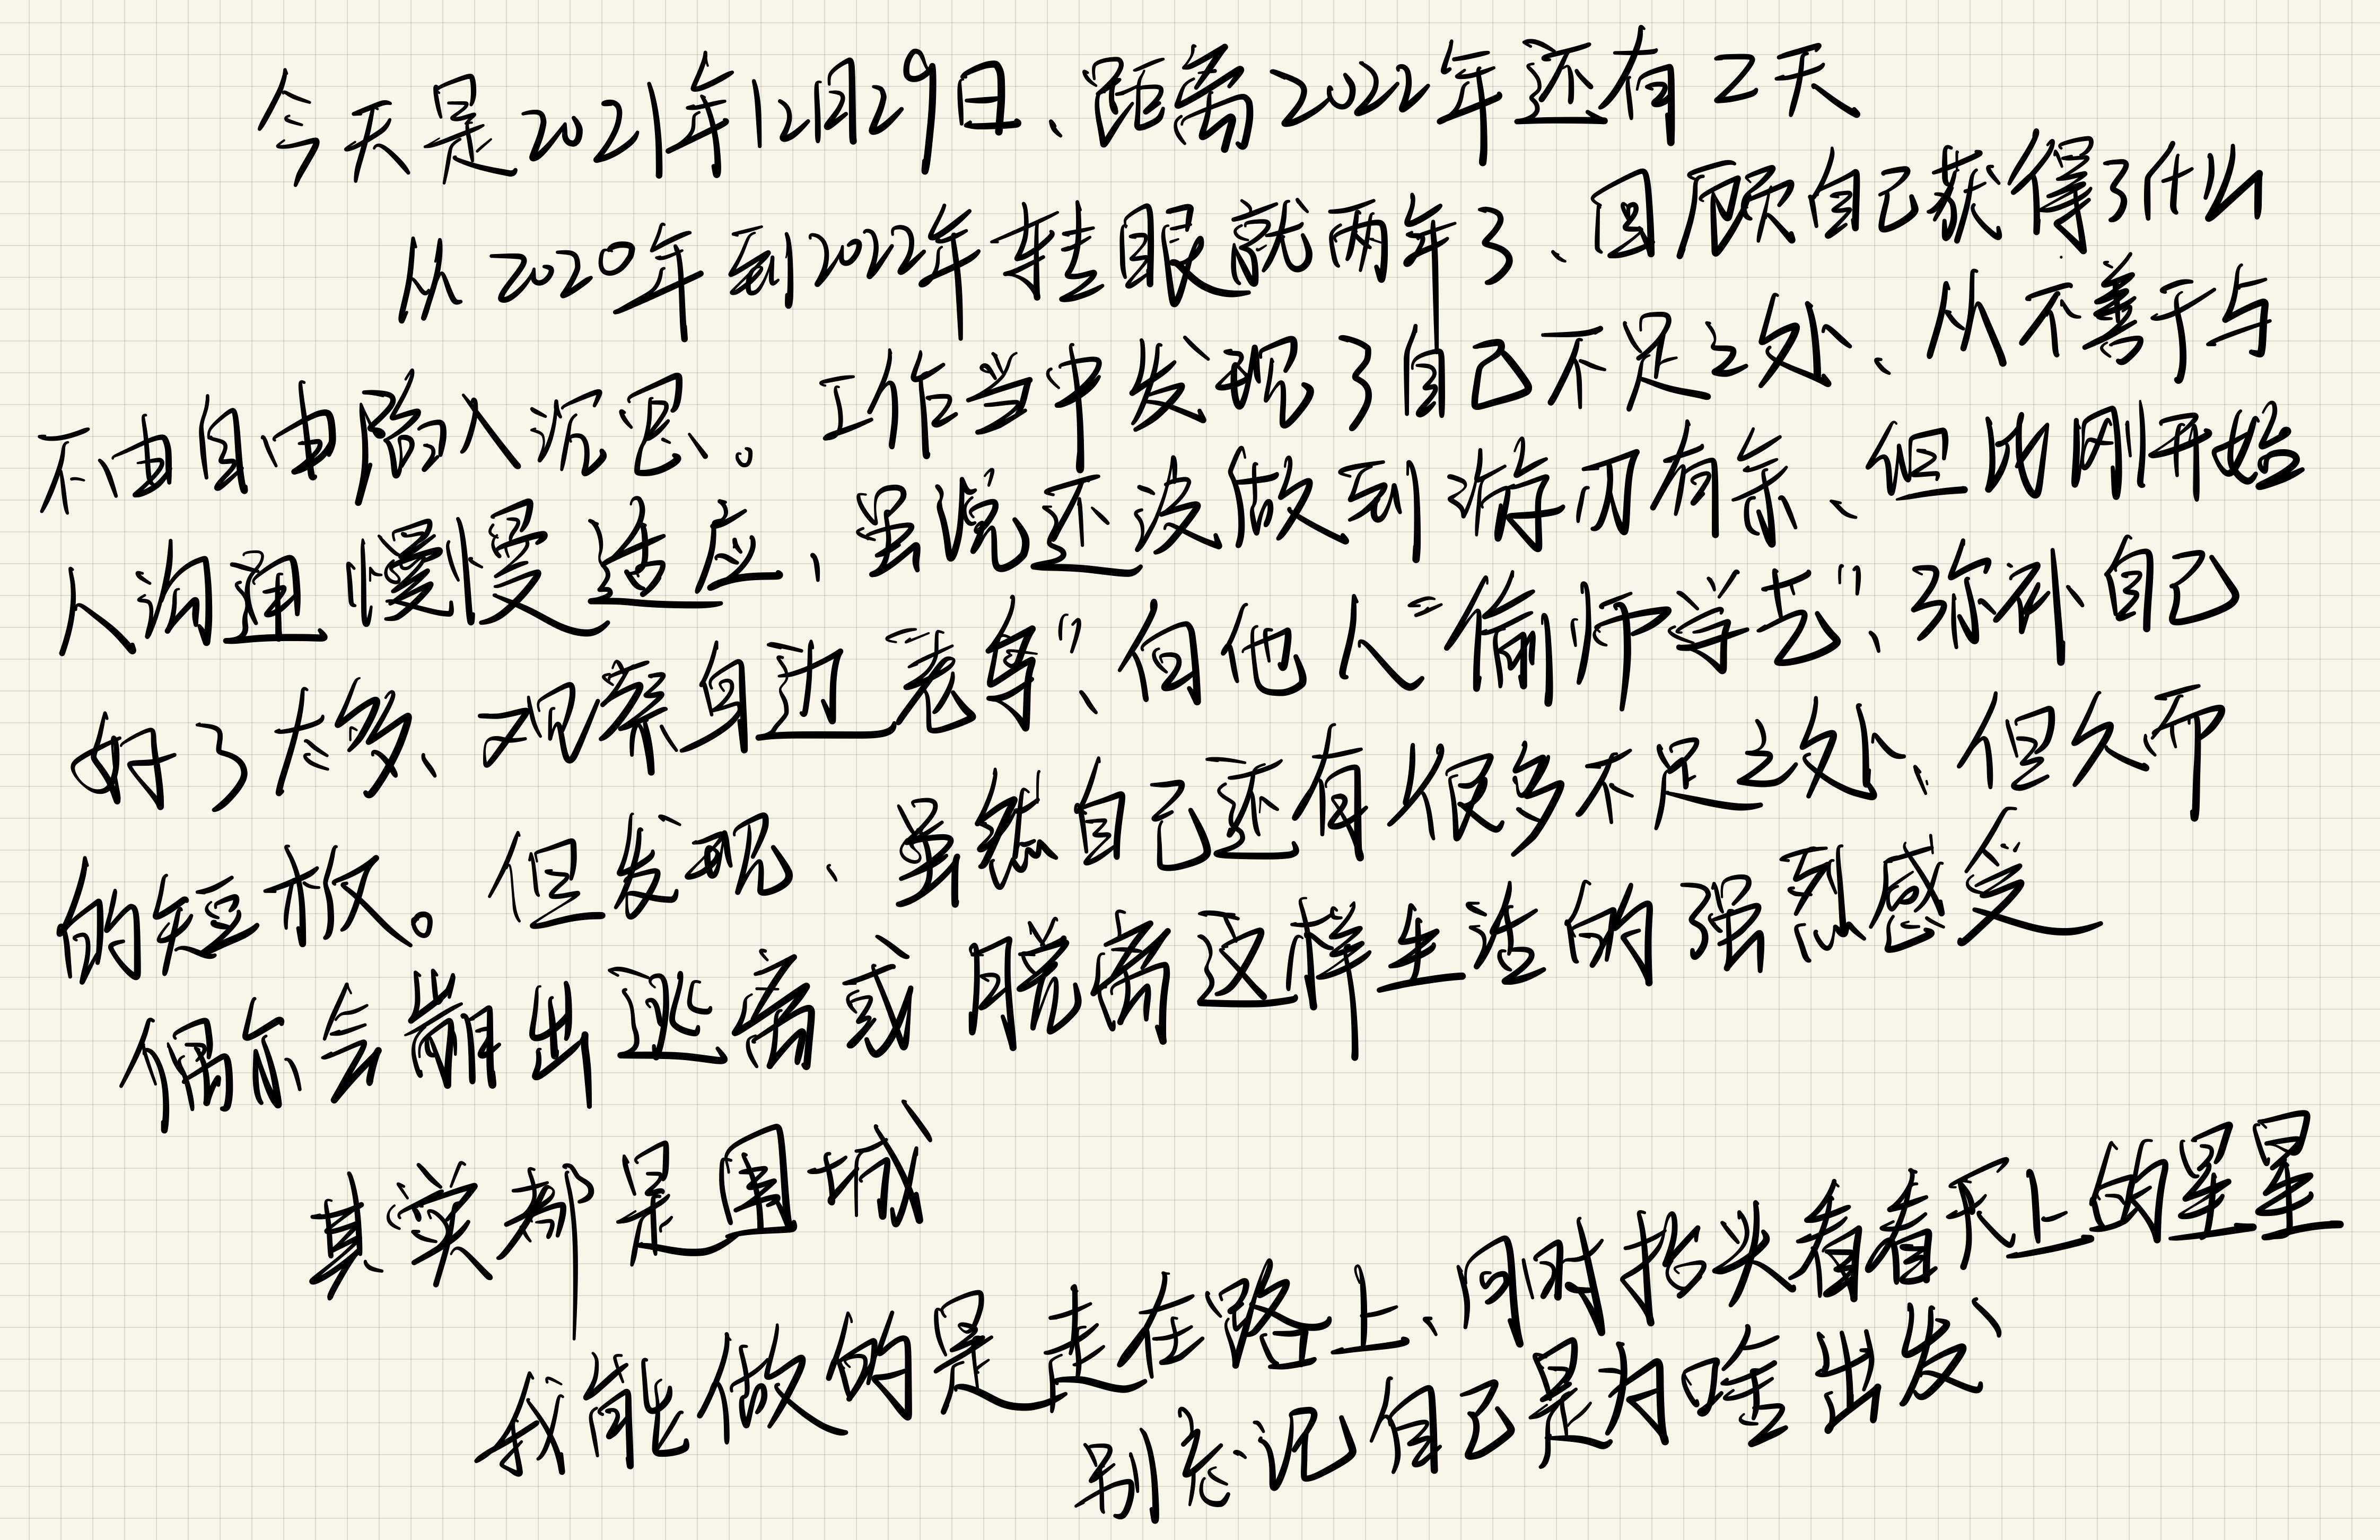 今天是2021年12月29日、距离2022年还有2天
从2020年到2022年转眼就两年了、回顾自己获得了什么
不由自由陷入沉思。工作当中发现了自己不足之处、从不善于与
人沟通慢慢适应、虽说还没做到游刃有余、但比刚开始
好了太多、观察身边“表率”、向他人“偷师学艺”、弥补自己
的短板。但发现、虽然自己还有很多不足之处、但久而
偶尔会萌出逃离或脱离这样生活的强烈感受
其实都是围城
我能做的是走在路上、同时抬头看看天上的星星
别忘记自己是为啥出发